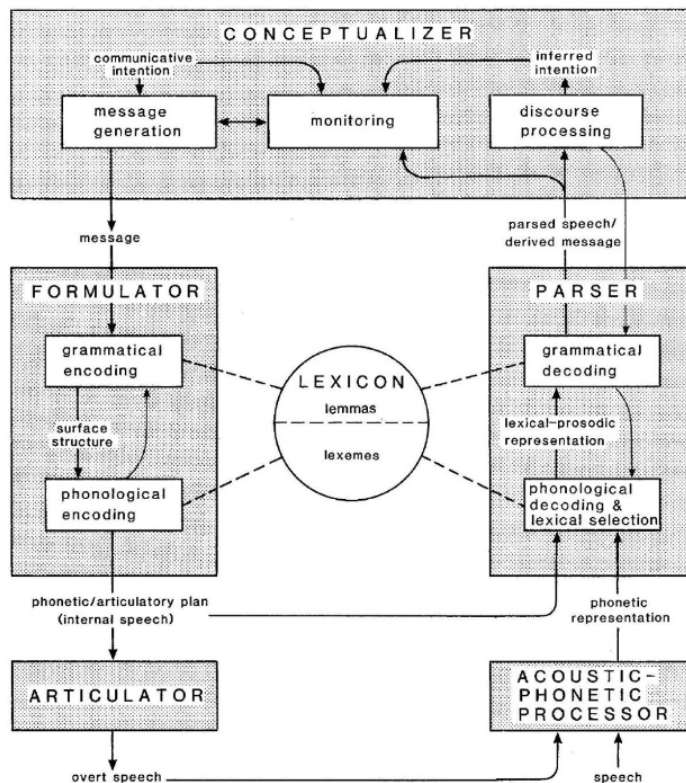 CONCEPTUALIZER
communicative
intention
inferred
intention
message
generation
monitoring
discourse
processing
message
parsed speech/
derived message
FORMULATOR
PARSER
grammatical
encoding
LEXICON
lemmas
lexemes
grammatical
decoding
surface
structure
lexical-prosodic
representation
phonological
encoding
phonological
decoding &
lexical selection
phonetic/articulatory plan
(internal speech)
phonetic
representation
ARTICULATOR
ACOUSTIC-
PHONETIC
PROCESSOR
overt speech
speech